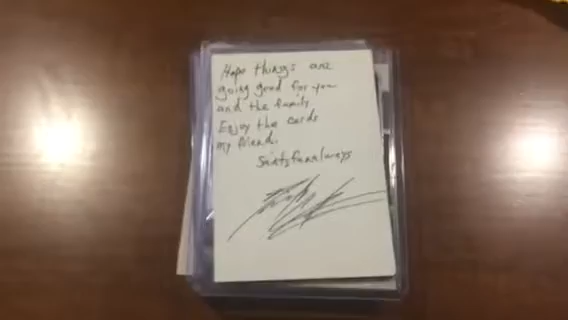 Hope things are
going good for you
and the family
Enjoy the cards
my friend.
Saintsfanalways